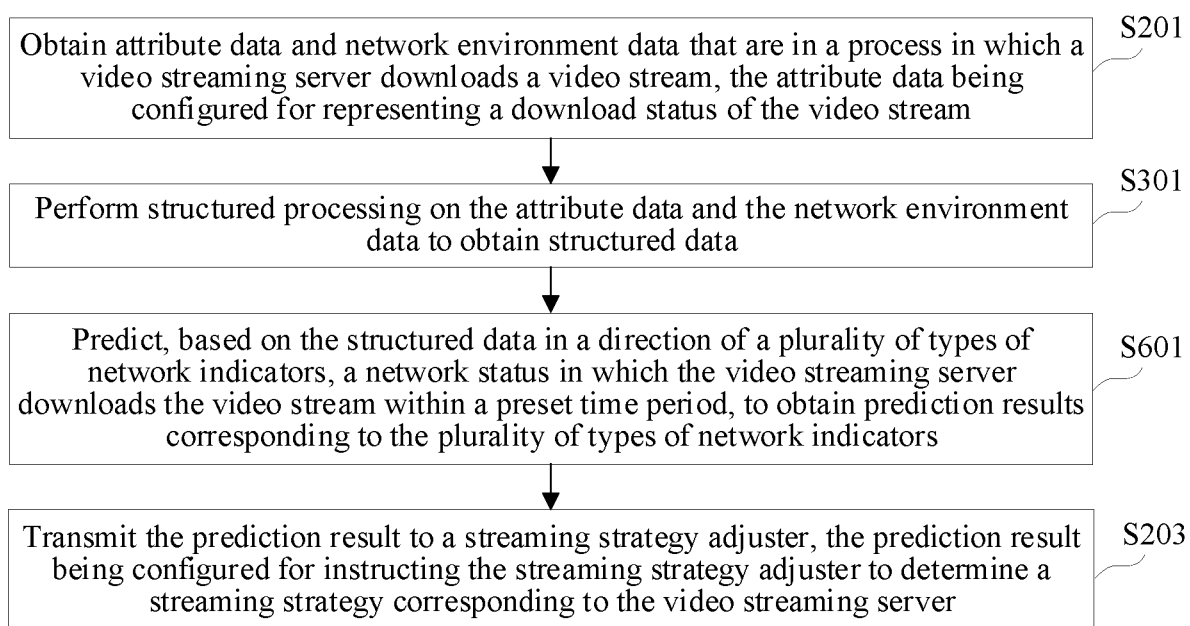 S201
Obtain attribute data and network environment data that are in a process in which a
video streaming server downloads a video stream, the attribute data being
configured for representing a download status of the video stream
S301
Perform structured processing on the attribute data and the network environment
data to obtain structured data
S601
Predict, based on the structured data in a direction of a plurality of types of
network indicators, a network status in which the video streaming server
downloads the video stream within a preset time period, to obtain prediction results
corresponding to the plurality of types of network indicators
S203
Transmit the prediction result to a streaming strategy adjuster, the prediction result
being configured for instructing the streaming strategy adjuster to determine a
streaming strategy corresponding to the video streaming server